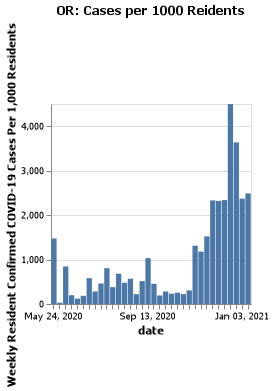 OR: Cases per 1000 Reidents
Weekly Resident Confirmed COVID-19 Cases Per 1,000 Residents
4,000
3,000
2,000
1,000
0
May 24, 2020 Sep 13, 2020 Jan 03, 2021
date